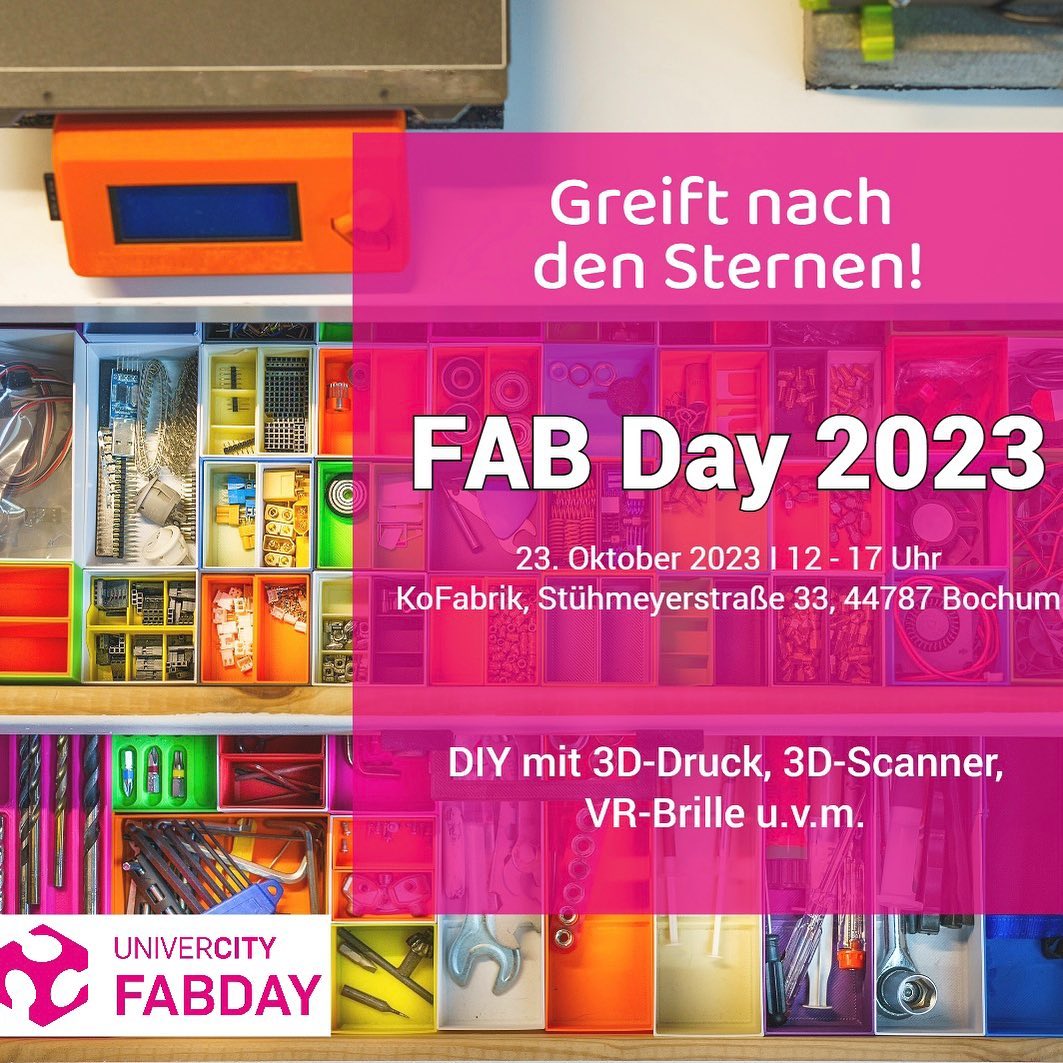 Greift nach
den Sternen!
FAB Day 2023
23. Oktober 2023 I 12 - 17 Uhr
KoFabrik, Stühmeyerstraße 33, 44787 Bochum
DIY mit 3D-Druck, 3D-Scanner,
VR-Brille u.v.m.
UNIVERCITY
FABDAY